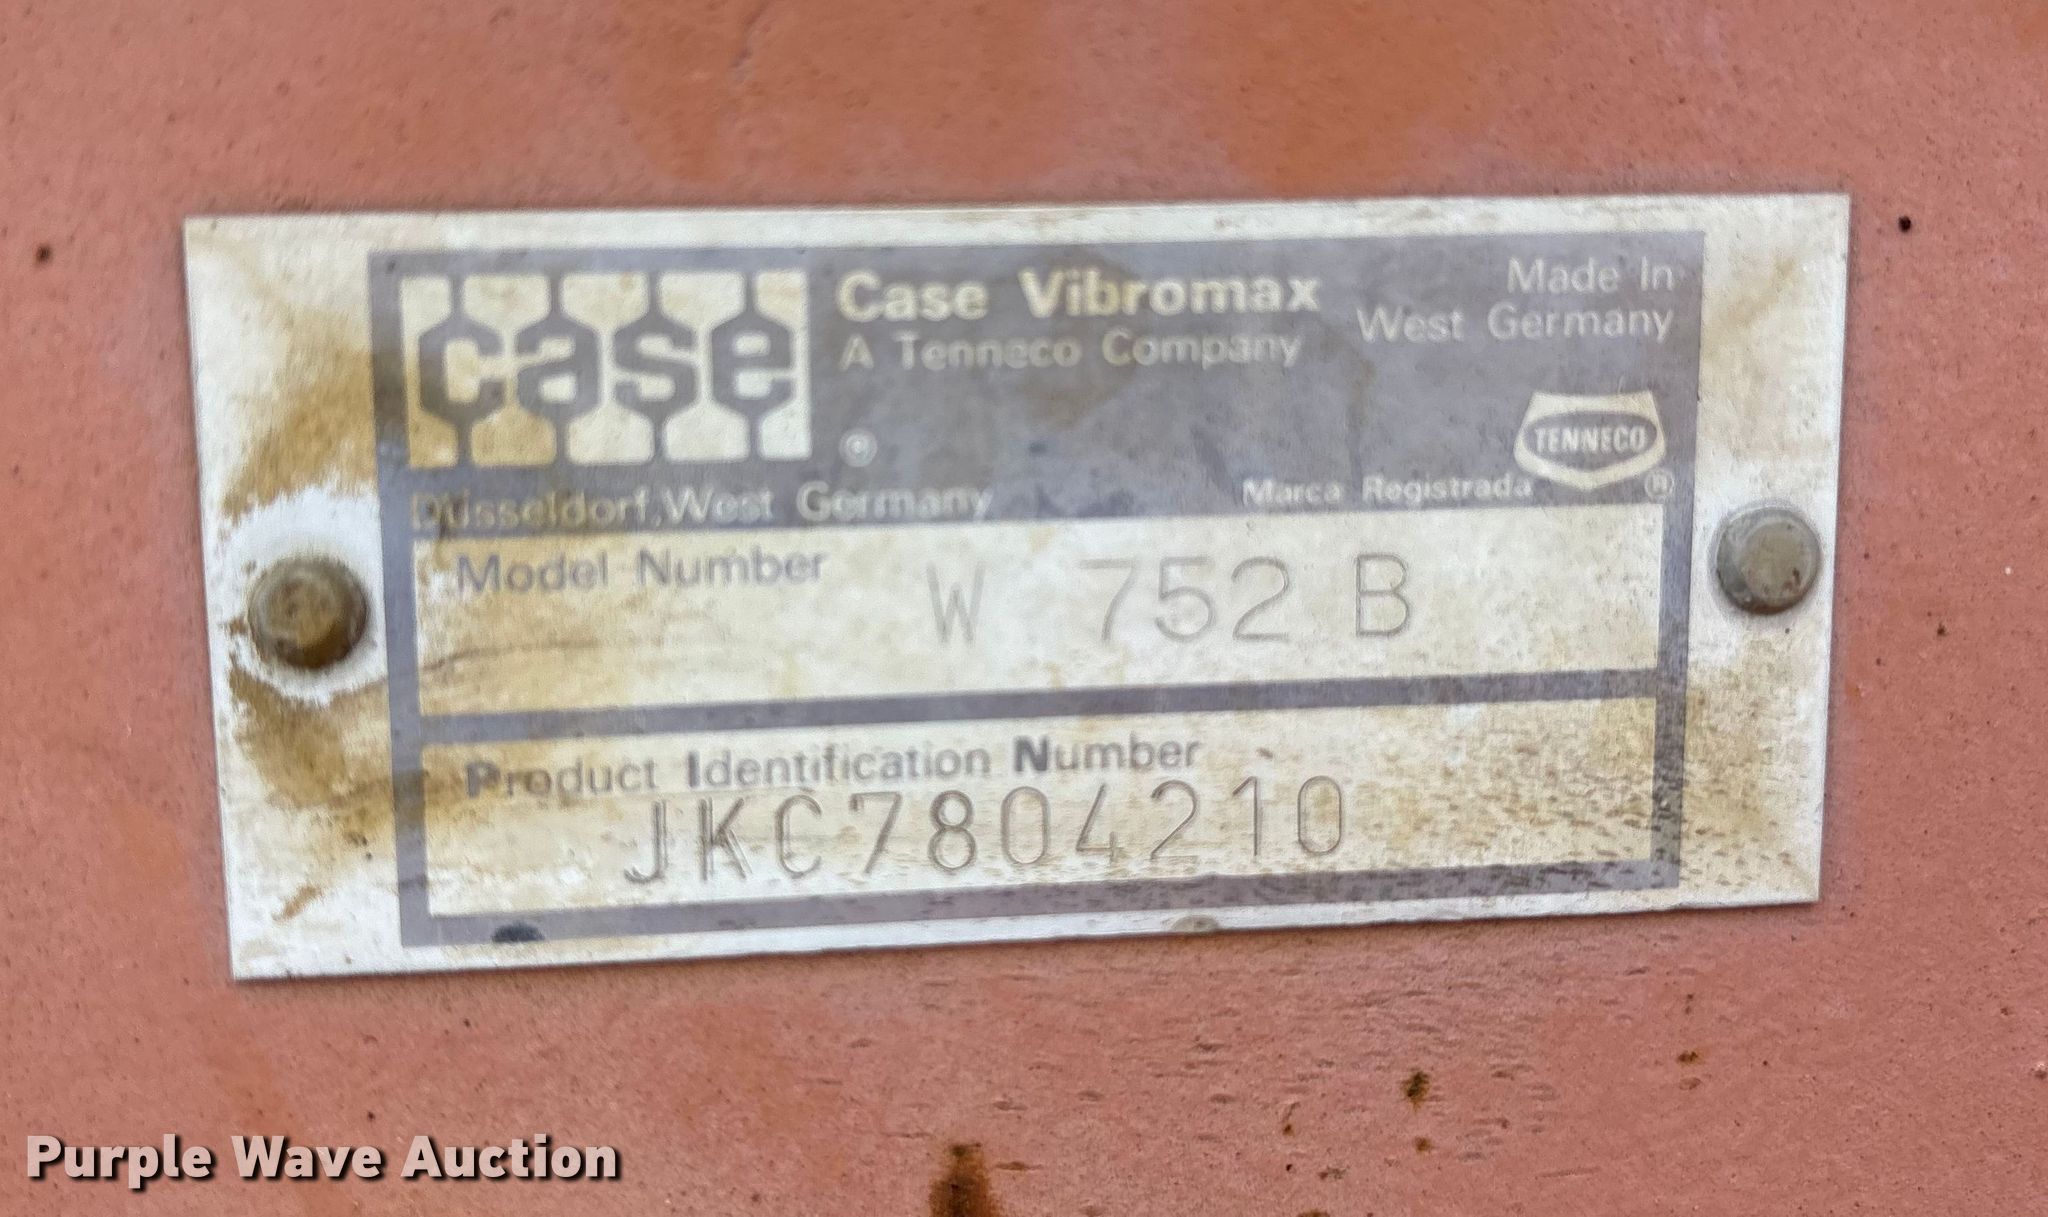 case
®
Case Vibromax
A Tenneco Company
Made In
West Germany
TENNECO
®
Marca Registrada
Düsseldorf, West Germany
Model Number
W 752 B
Product Identification Number
JKC7804210
Purple Wave Auction